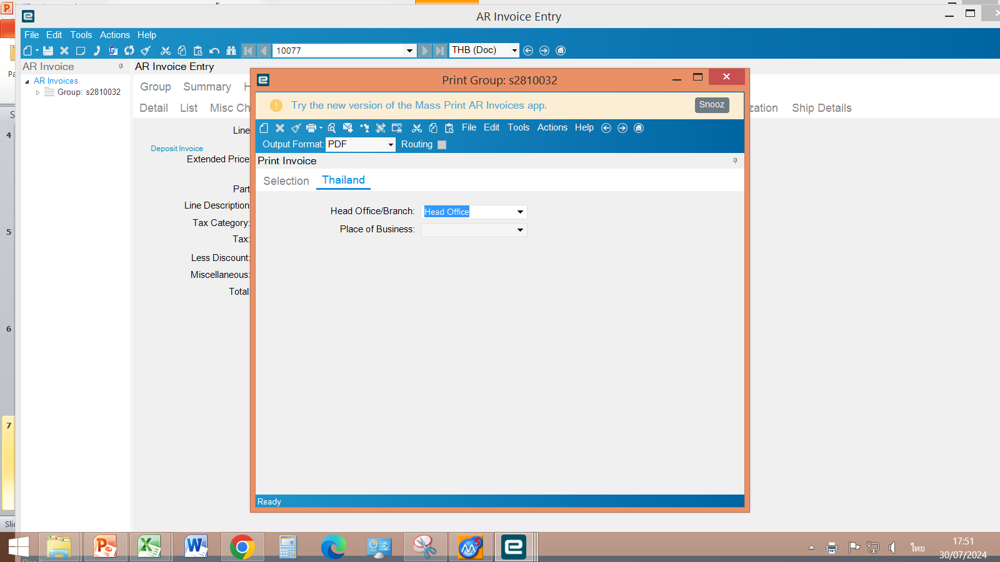 AR Invoice Entry
File Edit Tools Actions Help
10077
THB (Doc)
AR Invoice
AR Invoices
Group: s2810032
AR Invoice Entry
Group Summary H
Detail List Misc Ch
zation Ship Details
Line
Deposit Invoice
Extended Price
Part
Line Description
Tax Category:
Tax:
Less Discount:
Miscellaneous:
Total:
Print Group: s2810032
Try the new version of the Mass Print AR Invoices app.
Snooz
File Edit Tools Actions Help
Output Format: PDF Routing
Print Invoice
Selection Thailand
Head Office/Branch: Head Office
Place of Business:
Ready
Pa
S
4
5
6
7
Slic
ไทย
17:51
30/07/2024